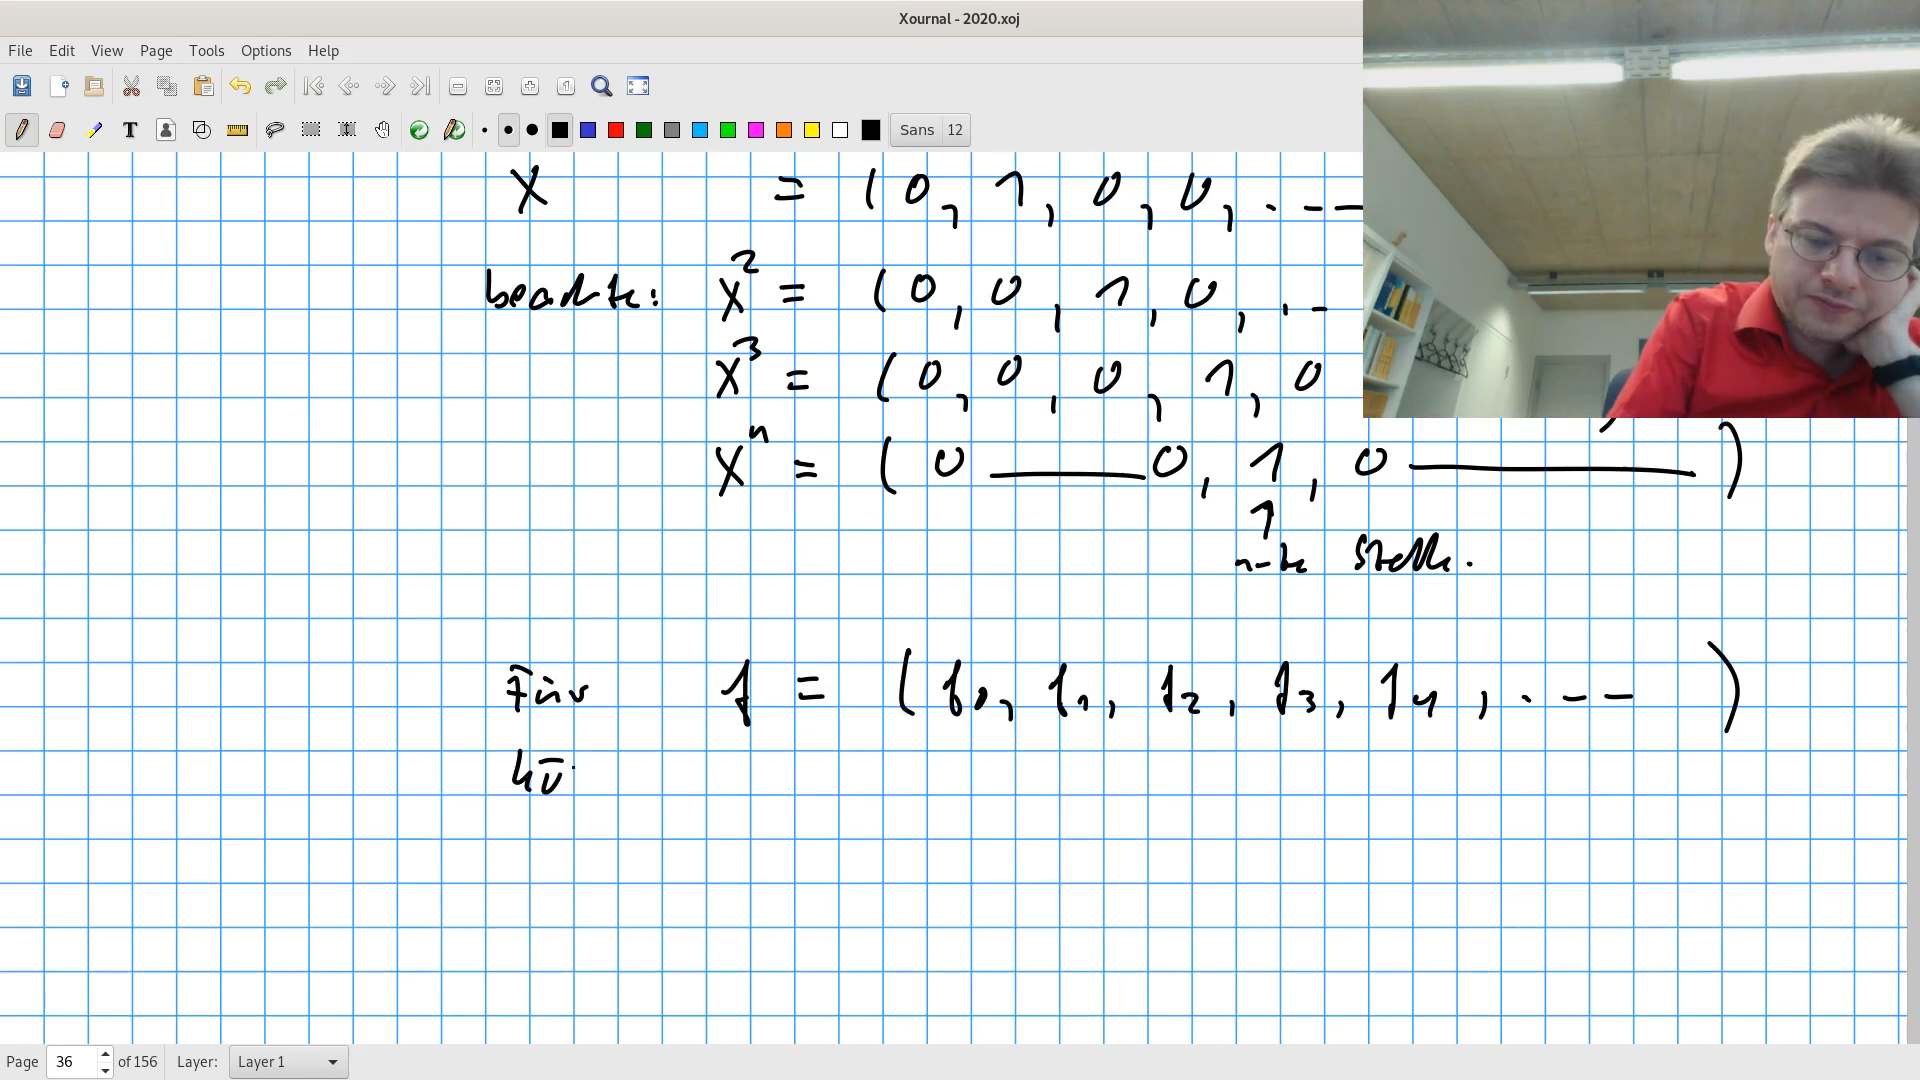 Xournal - 2020.xoj
File Edit View Page Tools Options Help
Sans 12
X = ( 0, 1, 0, 0, . - -
beachte: X² = ( 0, 0, 1, 0, . -
X³ = ( 0, 0, 0, 1, 0
Xⁿ = ( 0 —— 0, 1, 0 —— )
↑
n-te Stelle.
Für f = ( f₀, f₁, f₂, f₃, f₄, . - - )
Page 36 of 156 Layer: Layer 1